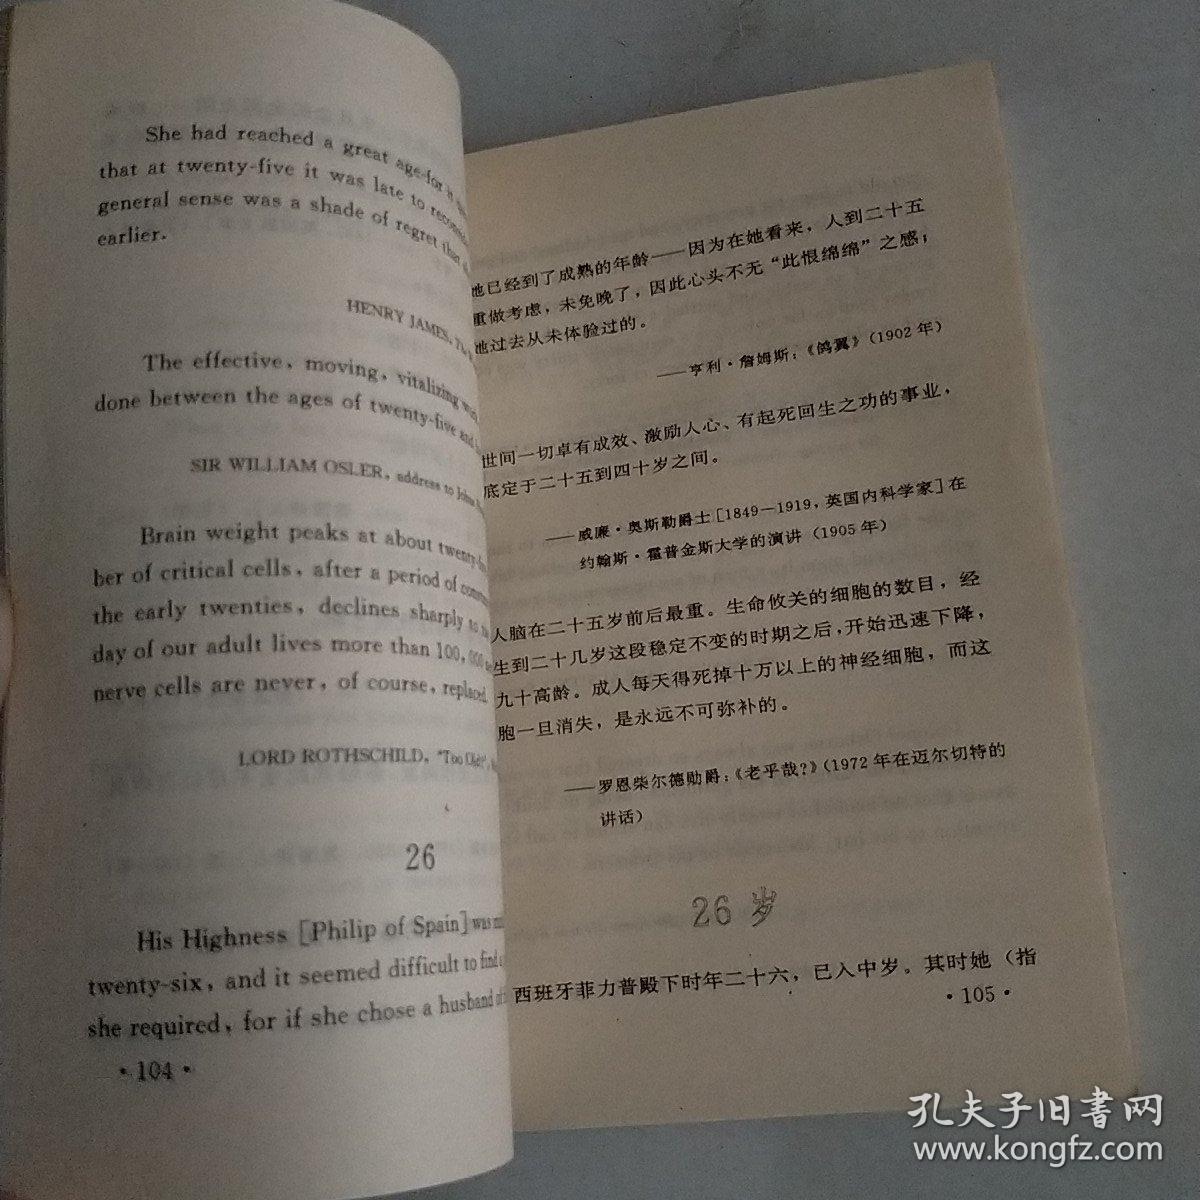 She had reached a great age-for it
that at twenty-five it was late to
general sense was a shade of regret that
earlier.
HENRY JAMES,
The effective, moving, vitalizing
done between the ages of twenty-five and
SIR WILLIAM OSLER, address to
Brain weight peaks at about
ber of critical cells, after a period of
the early twenties, declines sharply to
day of our adult lives more than 100,000
nerve cells are never, of course, replaced.
LORD ROTHSCHILD, "Too Old?",
26
His Highness [Philip of Spain] was
twenty-six, and it seemed difficult to find
she required, for if she chose a husband of
·104·
她已经到了成熟的年龄——因为在她看来，人到二十五
重做考虑，未免晚了，因此心头不无“此恨绵绵”之感；
她过去从未体验过的。
——亨利·詹姆斯：《鸽翼》（1902 年）
世间一切卓有成效、激励人心、有起死回生之功的事业，
底定于二十五到四十岁之间。
——威廉·奥斯勒爵士[1849—1919，英国内科学家]在
约翰斯·霍普金斯大学的演讲（1905 年）
人脑在二十五岁前后最重。生命攸关的细胞的数目，经
生到二十几岁这段稳定不变的时期之后，开始迅速下降，
九十高龄。成人每天得死掉十万以上的神经细胞，而这
胞一旦消失，是永远不可弥补的。
——罗恩柴尔德勋爵：《老乎哉？》（1972 年在迈尔切特的
讲话）
26 岁
西班牙菲力普殿下时年二十六，已入中岁。其时她（指
·105·
孔夫子旧书网
www.kongfz.com